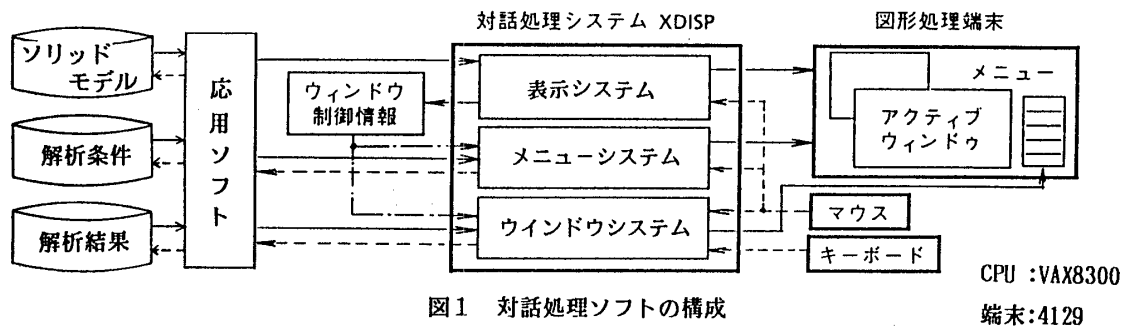 対話処理システム XDISP
図形処理端末
ソリッド
モデル
解析条件
解析結果
応用ソフト
ウィンドウ
制御情報
表示システム
メニューシステム
ウインドウシステム
メニュー
アクティブ
ウィンドゥ
マウス
キーボード
CPU :VAX8300
端末:4129
図1 対話処理ソフトの構成